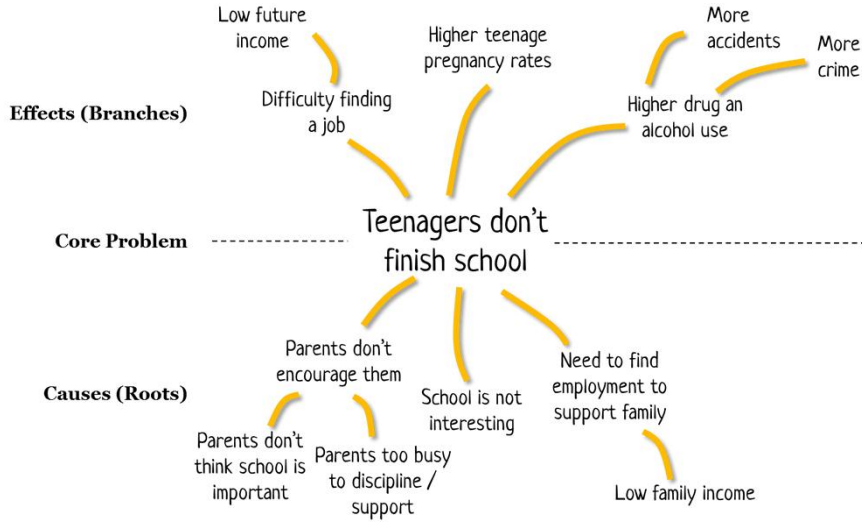 Low future
income
Higher teenage
pregnancy rates
More
accidents
More
crime
Effects (Branches)
Difficulty finding
a job
Higher drug an
alcohol use
Core Problem
Teenagers don't
finish school
Causes (Roots)
Parents don't
encourage them
School is not
interesting
Need to find
employment to
support family
Parents don't
think school is
important
Parents too busy
to discipline /
support
Low family income